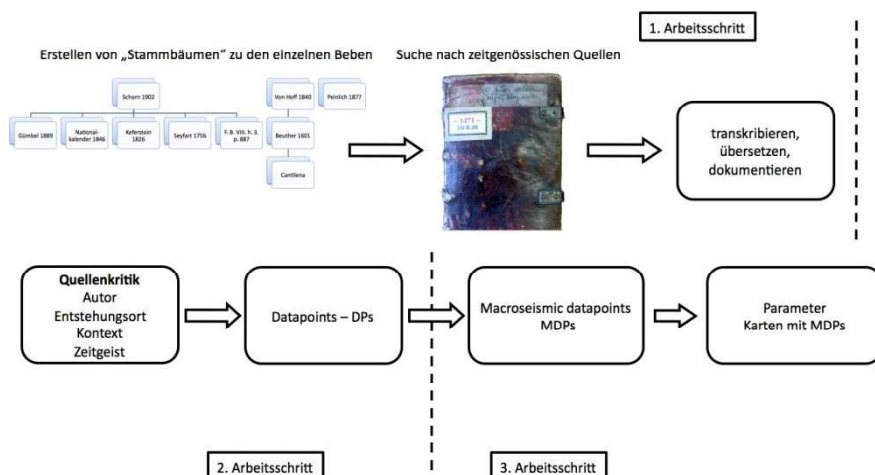 1. Arbeitsschritt
Erstellen von „Stammbäumen“ zu den einzelnen Beben
Suche nach zeitgenössischen Quellen
Schorn 1902
Von Hoff 1840
Peinlich 1877
Gümbel 1889
National-
kalender 1846
Keferstein
1826
Seyfart 1756
F. B. VIII. h. 3.
p. 887
Beuther 1601
Cantilena
transkribieren,
übersetzen,
dokumentieren
Quellenkritik
Autor
Entstehungsort
Kontext
Zeitgeist
Datapoints – DPs
Macroseismic datapoints
MDPs
Parameter
Karten mit MDPs
2. Arbeitsschritt
3. Arbeitsschritt